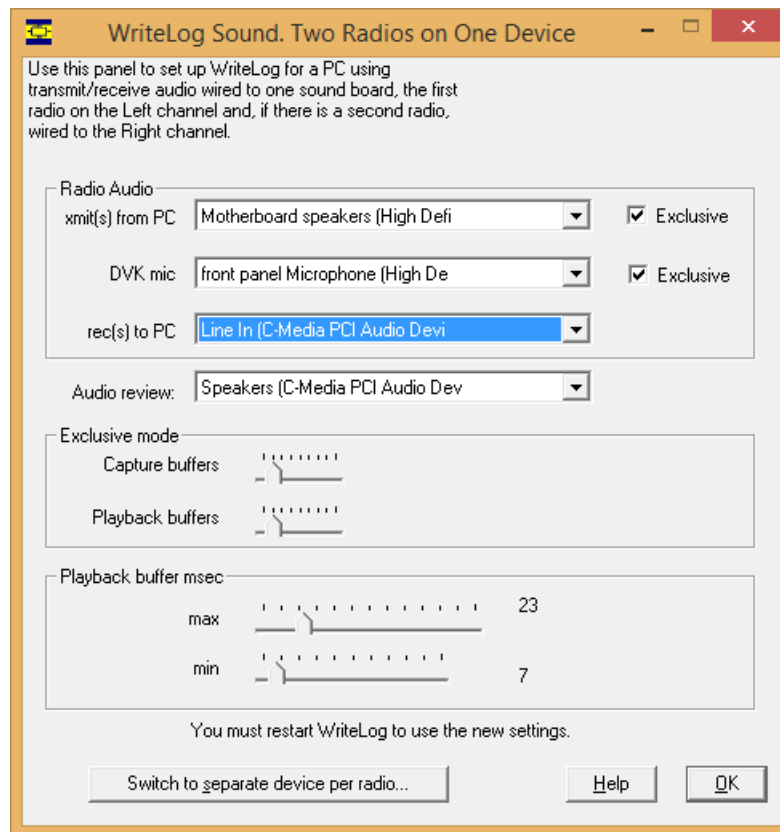 WriteLog Sound. Two Radios on One Device
Use this panel to set up WriteLog for a PC using
transmit/receive audio wired to one sound board, the first
radio on the Left channel and, if there is a second radio,
wired to the Right channel.
Radio Audio
xmit(s) from PC Motherboard speakers (High Defi Exclusive
DVK mic front panel Microphone (High De Exclusive
rec(s) to PC Line In (C-Media PCI Audio Devi
Audio review: Speakers (C-Media PCI Audio Dev
Exclusive mode
Capture buffers
Playback buffers
Playback buffer msec
max 23
min 7
You must restart WriteLog to use the new settings.
Switch to separate device per radio... Help OK